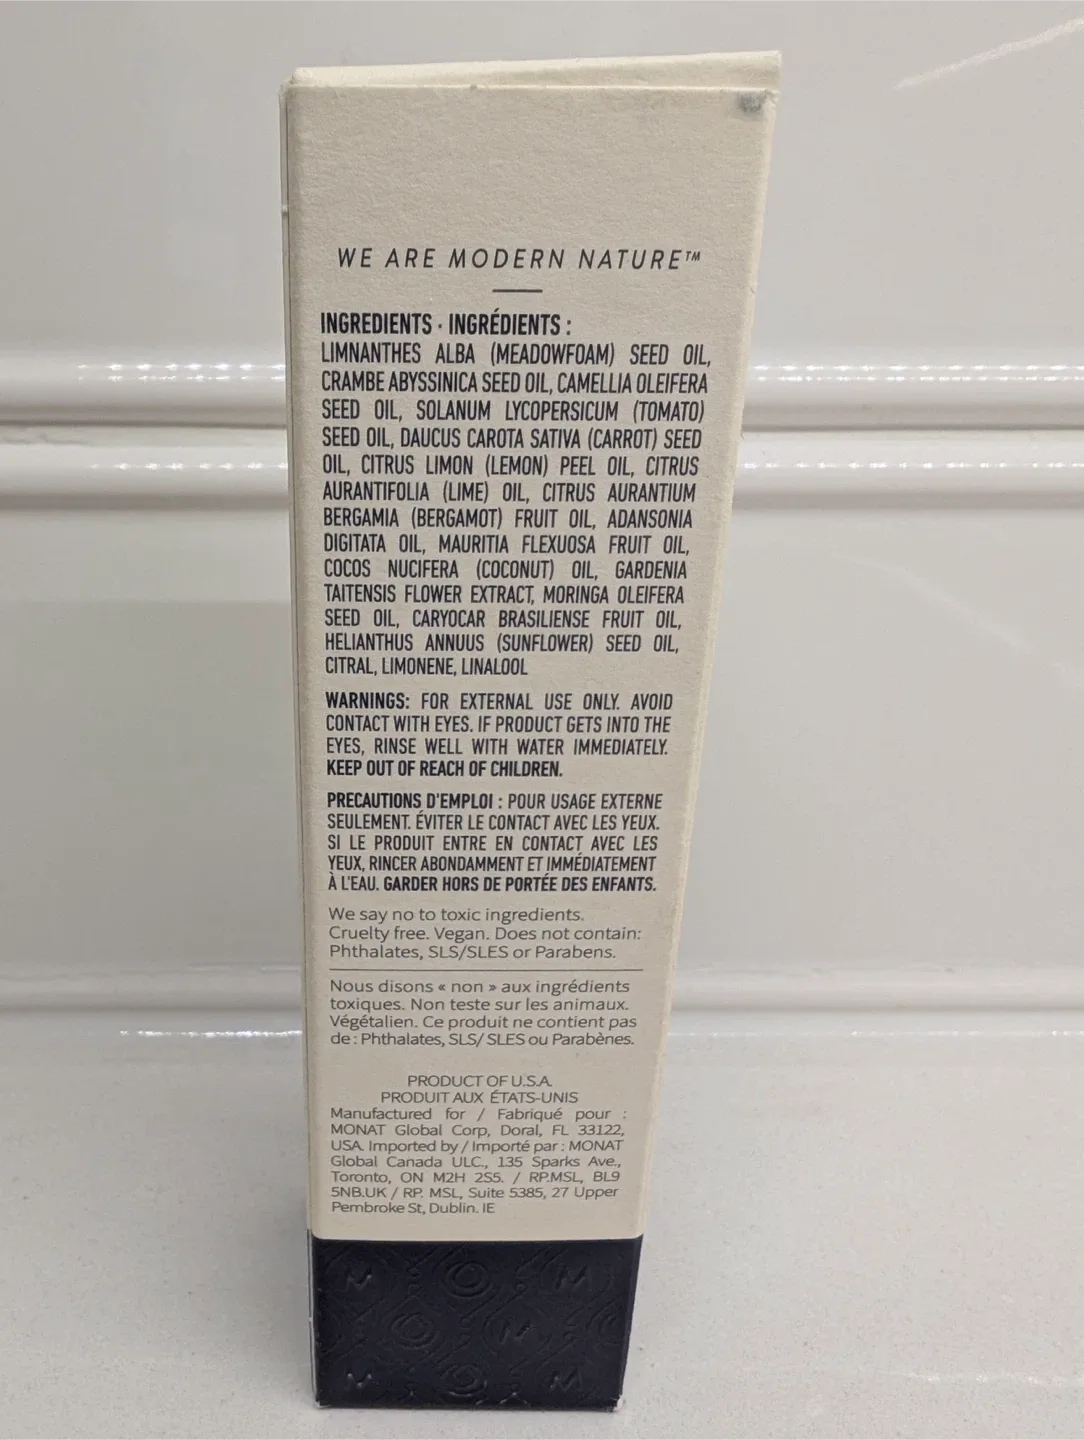 WE ARE MODERN NATURE™
INGREDIENTS · INGRÉDIENTS :
LIMNANTHES ALBA (MEADOWFOAM) SEED OIL,
CRAMBE ABYSSINICA SEED OIL, CAMELLIA OLEIFERA
SEED OIL, SOLANUM LYCOPERSICUM (TOMATO)
SEED OIL, DAUCUS CAROTA SATIVA (CARROT) SEED
OIL, CITRUS LIMON (LEMON) PEEL OIL, CITRUS
AURANTIFOLIA (LIME) OIL, CITRUS AURANTIUM
BERGAMIA (BERGAMOT) FRUIT OIL, ADANSONIA
DIGITATA OIL, MAURITIA FLEXUOSA FRUIT OIL,
COCOS NUCIFERA (COCONUT) OIL, GARDENIA
TAITENSIS FLOWER EXTRACT, MORINGA OLEIFERA
SEED OIL, CARYOCAR BRASILIENSE FRUIT OIL,
HELIANTHUS ANNUUS (SUNFLOWER) SEED OIL,
CITRAL, LIMONENE, LINALOOL
WARNINGS: FOR EXTERNAL USE ONLY. AVOID
CONTACT WITH EYES. IF PRODUCT GETS INTO THE
EYES, RINSE WELL WITH WATER IMMEDIATELY.
KEEP OUT OF REACH OF CHILDREN.
PRECAUTIONS D'EMPLOI : POUR USAGE EXTERNE
SEULEMENT. ÉVITER LE CONTACT AVEC LES YEUX.
SI LE PRODUIT ENTRE EN CONTACT AVEC LES
YEUX, RINCER ABONDAMMENT ET IMMÉDIATEMENT
À L'EAU. GARDER HORS DE PORTÉE DES ENFANTS.
We say no to toxic ingredients.
Cruelty free. Vegan. Does not contain:
Phthalates, SLS/SLES or Parabens.
Nous disons « non » aux ingrédients
toxiques. Non teste sur les animaux.
Végétalien. Ce produit ne contient pas
de : Phthalates, SLS/ SLES ou Parabènes.
PRODUCT OF U.S.A.
PRODUIT AUX ÉTATS-UNIS
Manufactured for / Fabriqué pour :
MONAT Global Corp, Doral, FL 33122,
USA. Imported by / Importé par : MONAT
Global Canada ULC., 135 Sparks Ave.,
Toronto, ON M2H 2S5. / RP.MSL, BL9
5NB.UK / RP. MSL, Suite 5385, 27 Upper
Pembroke St, Dublin. IE